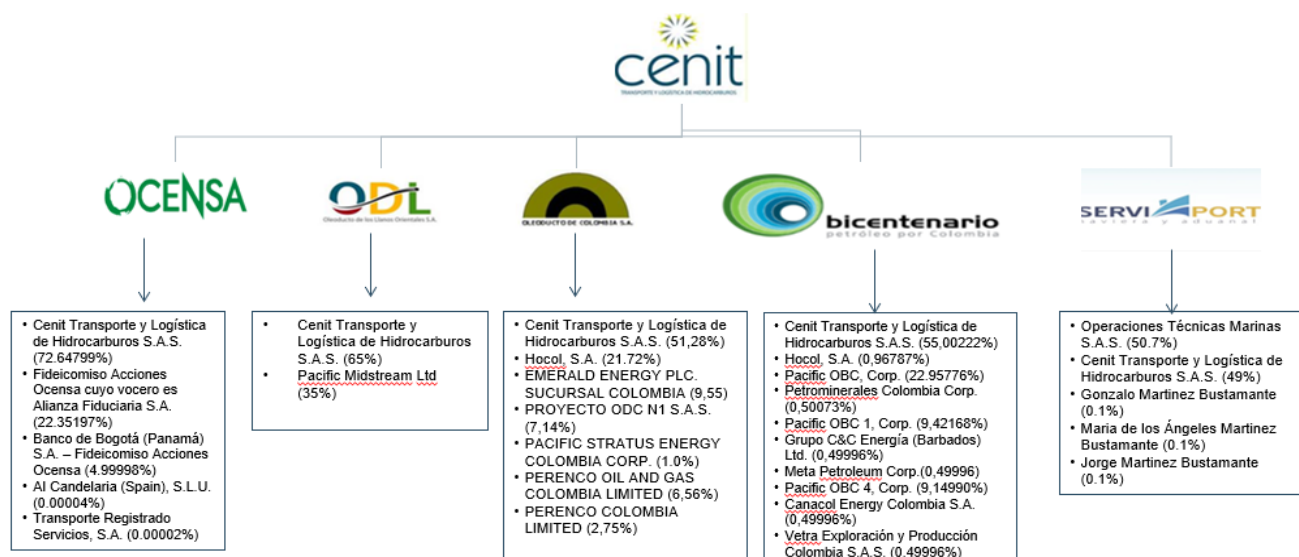 cenit
TRANSPORTE Y LOGÍSTICA DE HIDROCARBUROS
OCENSA
ODL
Oleoducto de los Llanos Orientales S.A.
OLEODUCTO DE COLOMBIA S.A.
bicentenario
petróleo por Colombia
SERVI PORT
naviera y aduanal
• Cenit Transporte y Logística
de Hidrocarburos S.A.S.
(72.64799%)
• Fideicomiso Acciones
Ocensa cuyo vocero es
Alianza Fiduciaria S.A.
(22.35197%)
• Banco de Bogotá (Panamá)
S.A. – Fideicomiso Acciones
Ocensa (4.99998%)
• AI Candelaria (Spain), S.L.U.
(0.00004%)
• Transporte Registrado
Servicios, S.A. (0.00002%)
• Cenit Transporte y
Logística de Hidrocarburos
S.A.S. (65%)
• Pacific Midstream Ltd
(35%)
• Cenit Transporte y Logística de
Hidrocarburos S.A.S. (51,28%)
• Hocol, S.A. (21.72%)
• EMERALD ENERGY PLC.
SUCURSAL COLOMBIA (9,55)
• PROYECTO ODC N1 S.A.S.
(7,14%)
• PACIFIC STRATUS ENERGY
COLOMBIA CORP. (1.0%)
• PERENCO OIL AND GAS
COLOMBIA LIMITED (6,56%)
• PERENCO COLOMBIA
LIMITED (2,75%)
• Cenit Transporte y Logística de
Hidrocarburos S.A.S. (55,00222%)
• Hocol, S.A (0,96787%)
• Pacific OBC, Corp. (22.95776%)
• Petrominerales Colombia Corp.
(0,50073%)
• Pacific OBC 1, Corp. (9,42168%)
• Grupo C&C Energía (Barbados)
Ltd. (0,49996%)
• Meta Petroleum Corp.(0,49996)
• Pacific OBC 4, Corp. (9,14990%)
• Canacol Energy Colombia S.A.
(0,49996%)
• Vetra Exploración y Producción
Colombia S.A.S. (0.49996%)
• Operaciones Técnicas Marinas
S.A.S. (50.7%)
• Cenit Transporte y Logística de
Hidrocarburos S.A.S. (49%)
• Gonzalo Martinez Bustamante
(0.1%)
• Maria de los Ángeles Martinez
Bustamante (0.1%)
• Jorge Martinez Bustamante
(0.1%)